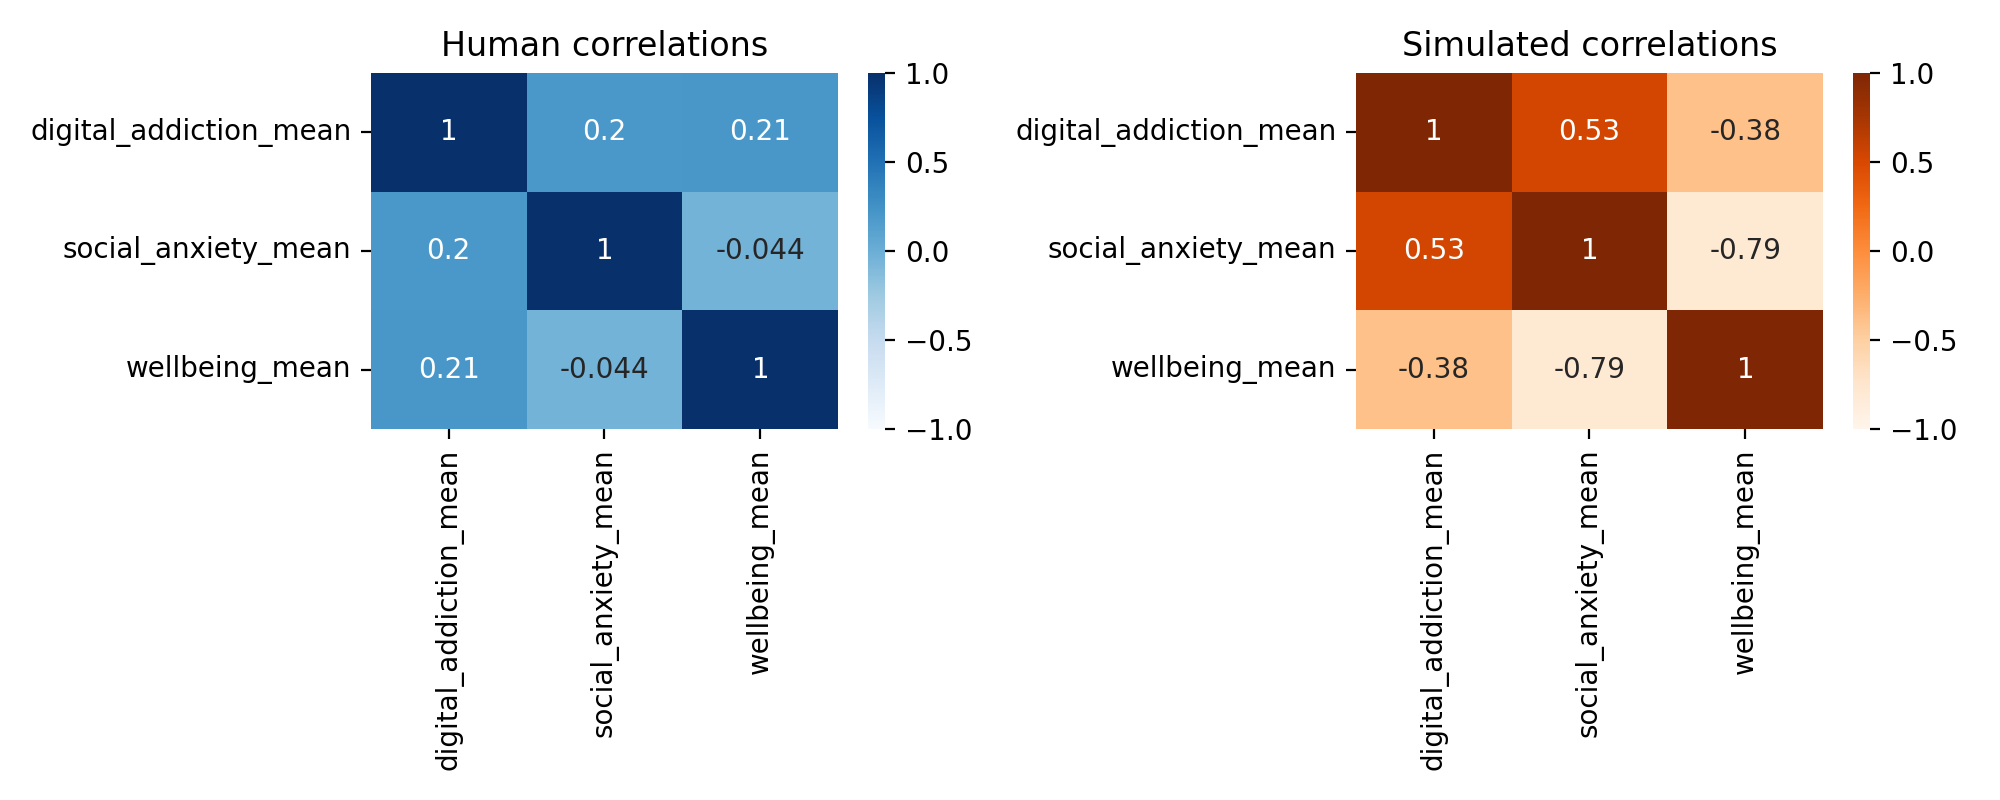 Human correlations
digital_addiction_mean
social_anxiety_mean
wellbeing_mean
1 0.2 0.21
0.2 1 -0.044
0.21 -0.044 1
1.0
0.5
0.0
−0.5
−1.0
digital_addiction_mean
social_anxiety_mean
wellbeing_mean
Simulated correlations
digital_addiction_mean
social_anxiety_mean
wellbeing_mean
1 0.53 -0.38
0.53 1 -0.79
-0.38 -0.79 1
1.0
0.5
0.0
−0.5
−1.0
digital_addiction_mean
social_anxiety_mean
wellbeing_mean